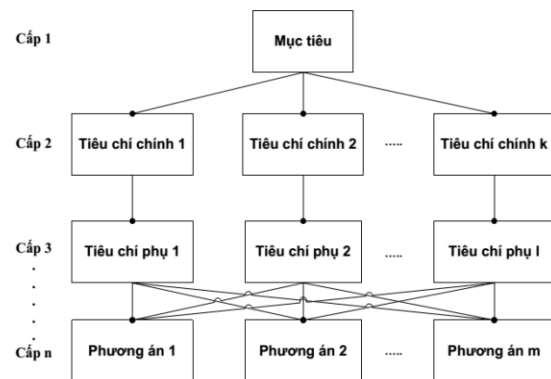 Cấp 1
Mục tiêu
Cấp 2
Tiêu chí chính 1
Tiêu chí chính 2
.....
Tiêu chí chính k
Cấp 3
Tiêu chí phụ 1
Tiêu chí phụ 2
.....
Tiêu chí phụ l
Cấp n
Phương án 1
Phương án 2
.....
Phương án m